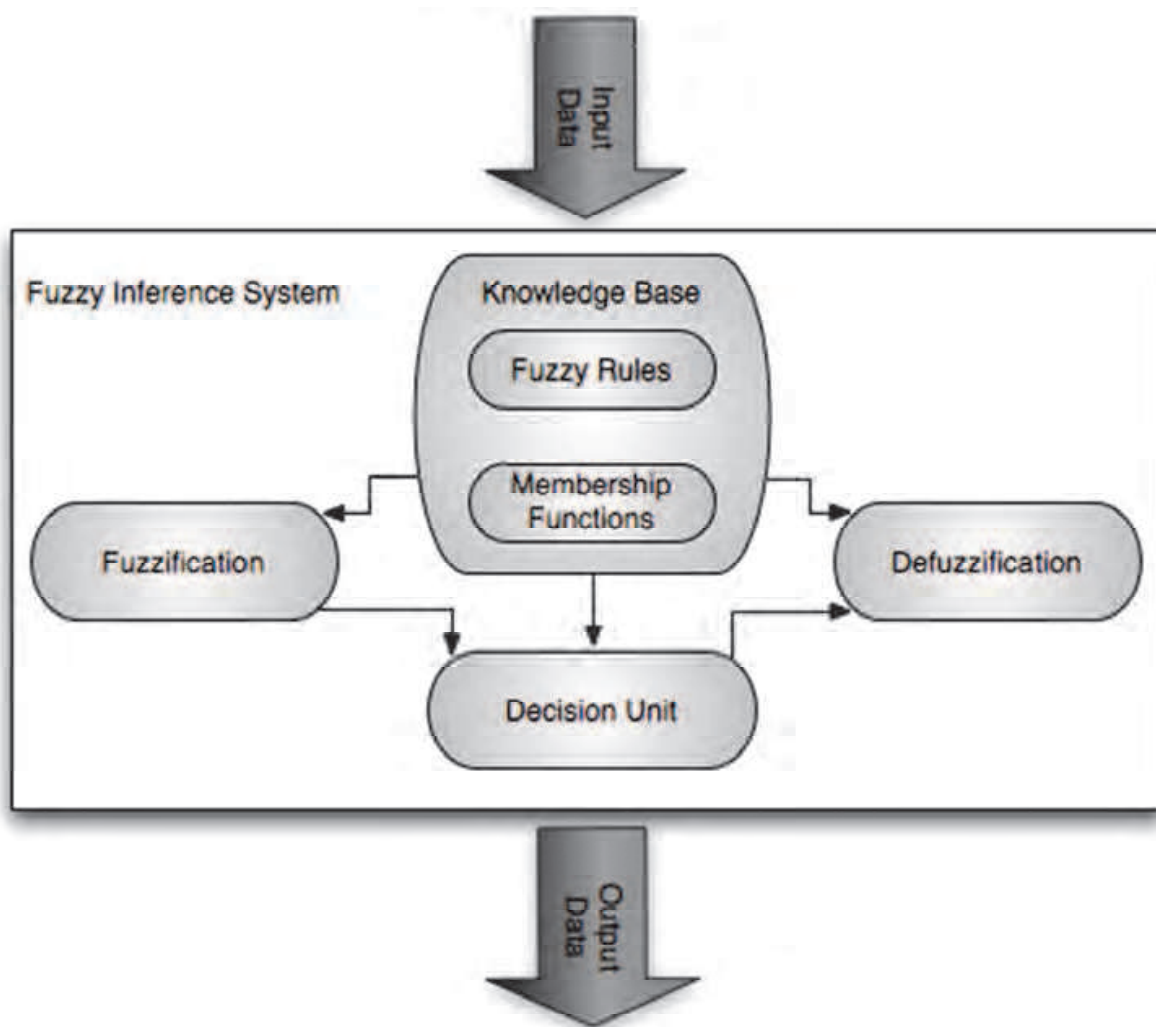 Input
Data
Fuzzy Inference System
Knowledge Base
Fuzzy Rules
Membership
Functions
Fuzzification
Defuzzification
Decision Unit
Output
Data